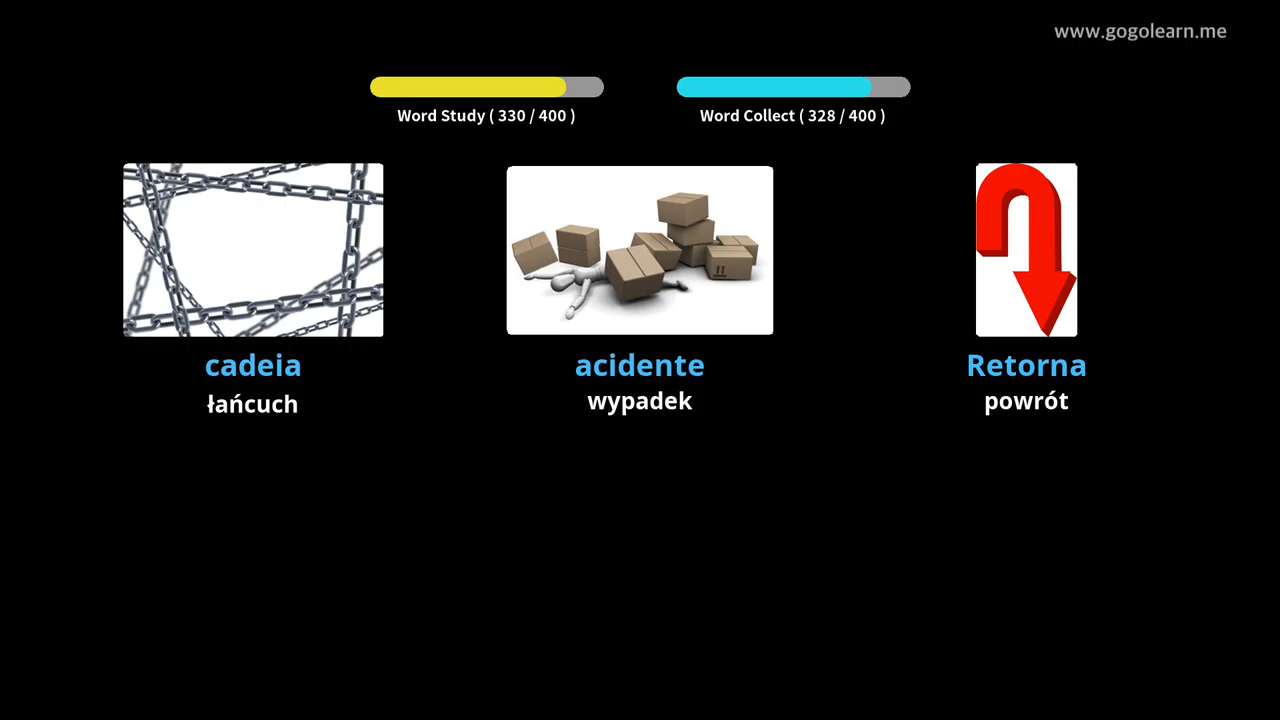 www.gogolearn.me
Word Study ( 330 / 400 )
Word Collect ( 328 / 400 )
cadeia
łańcuch
acidente
wypadek
Retorna
powrót